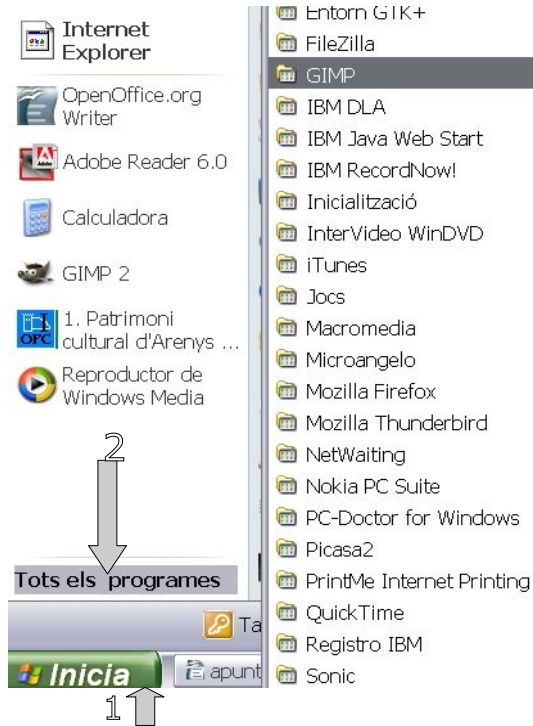 Internet
Explorer
OpenOffice.org
Writer
Adobe Reader 6.0
Calculadora
GIMP 2
1. Patrimoni
cultural d'Arenys ...
Reproductor de
Windows Media
2
Tots els programes
Ta
Inicia
apunt
1
Entorn GTK+
FileZilla
GIMP
IBM DLA
IBM Java Web Start
IBM RecordNow!
Inicialització
InterVideo WinDVD
iTunes
Jocs
Macromedia
Microangelo
Mozilla Firefox
Mozilla Thunderbird
NetWaiting
Nokia PC Suite
PC-Doctor for Windows
Picasa2
PrintMe Internet Printing
QuickTime
Registro IBM
Sonic